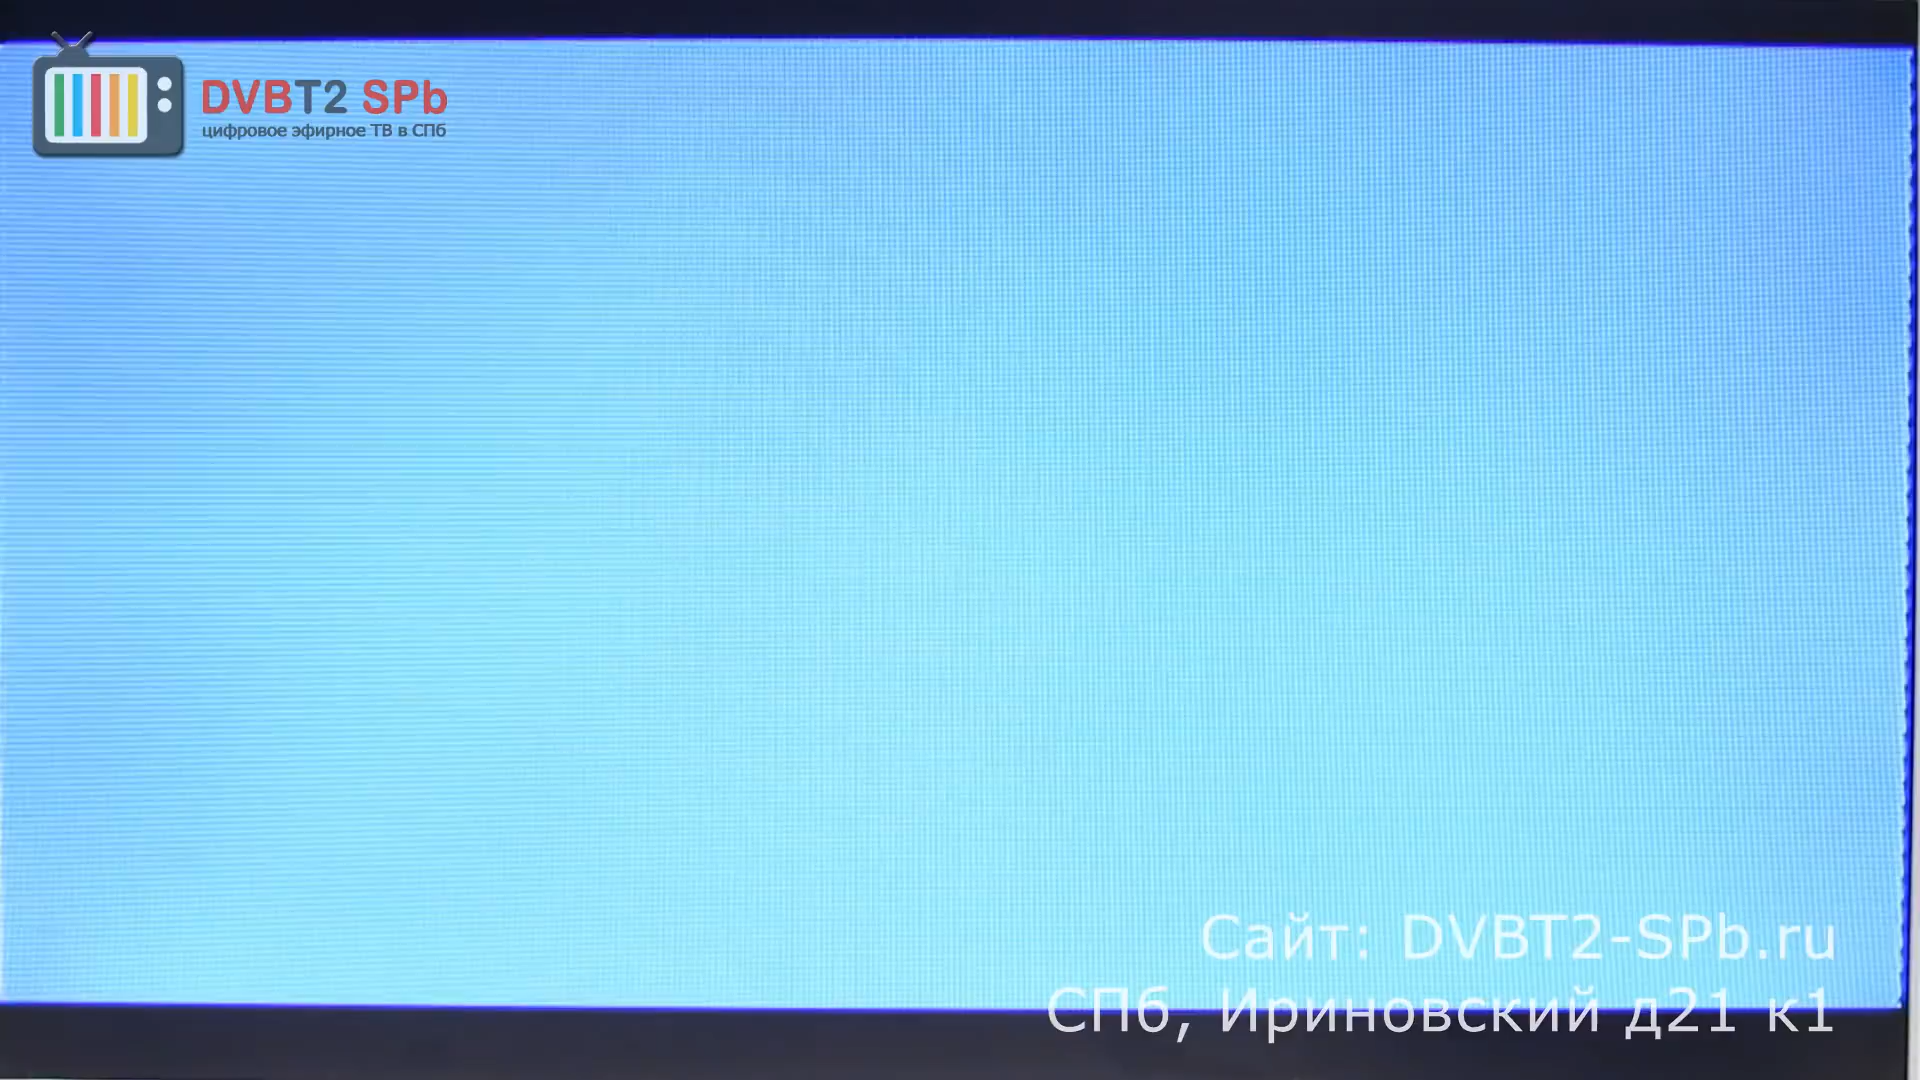 DVBT2 SPb
цифровое эфирное ТВ в СПб
Сайт: DVBT2-SPb.ru
СПб, Ириновский д21 к1